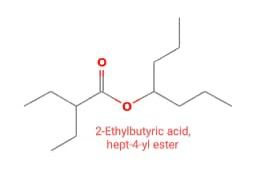 O
O
2-Ethylbutyric acid,
hept-4-yl ester